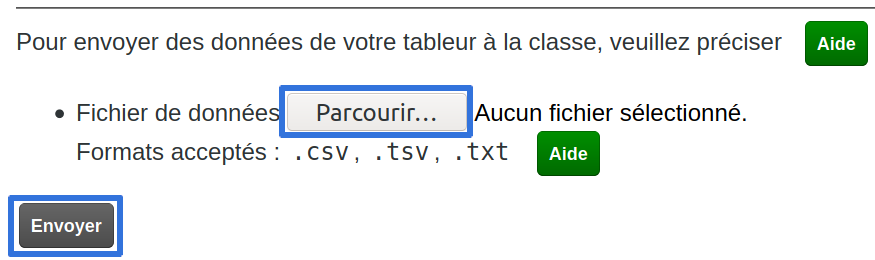 Pour envoyer des données de votre tableur à la classe, veuillez préciser Aide
• Fichier de données Parcourir... Aucun fichier sélectionné.
Formats acceptés : .csv, .tsv, .txt Aide
Envoyer